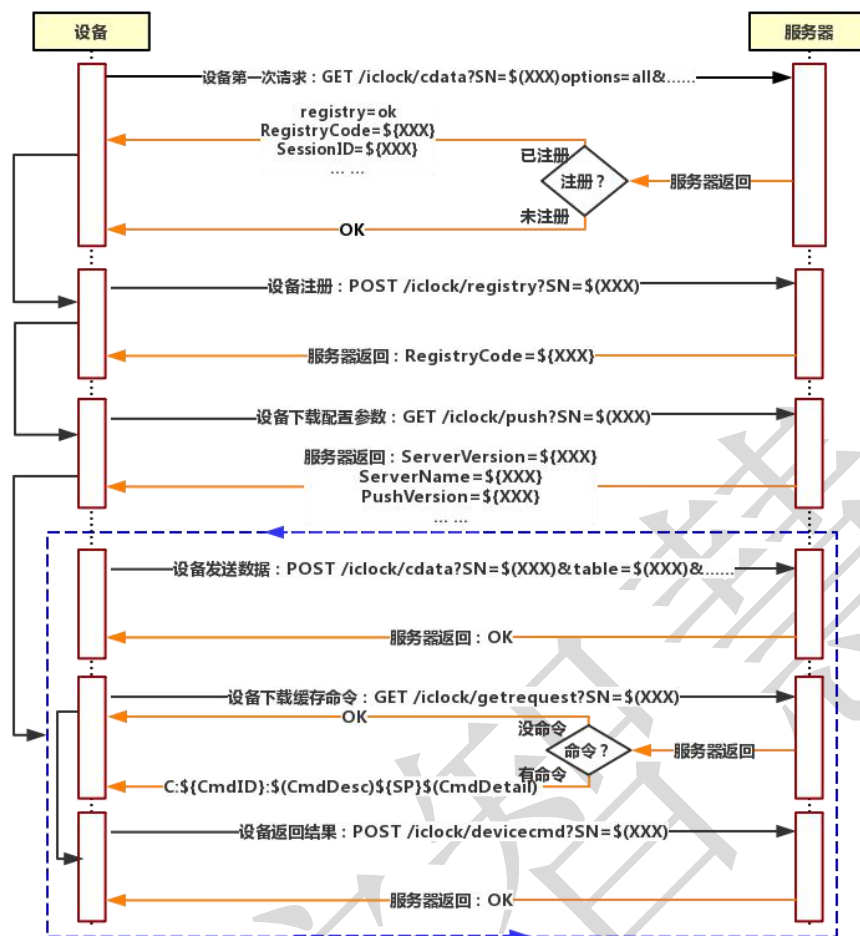 设备
服务器
设备第一次请求：GET /iclock/cdata?SN=$(XXX)options=all&......
registry=ok
RegistryCode=${XXX}
SessionID=${XXX}
... ...
已注册
注册？
服务器返回
未注册
OK
设备注册：POST /iclock/registry?SN=$(XXX)
服务器返回：RegistryCode=${XXX}
设备下载配置参数：GET /iclock/push?SN=$(XXX)
服务器返回：ServerVersion=${XXX}
ServerName=${XXX}
PushVersion=${XXX}
... ...
设备发送数据：POST /iclock/cdata?SN=$(XXX)&table=$(XXX)&......
服务器返回：OK
设备下载缓存命令：GET /iclock/getrequest?SN=$(XXX)
OK
没命令
命令？
服务器返回
有命令
C:${CmdID}:$(CmdDesc)${SP}$(CmdDetail)
设备返回结果：POST /iclock/devicecmd?SN=$(XXX)
服务器返回：OK